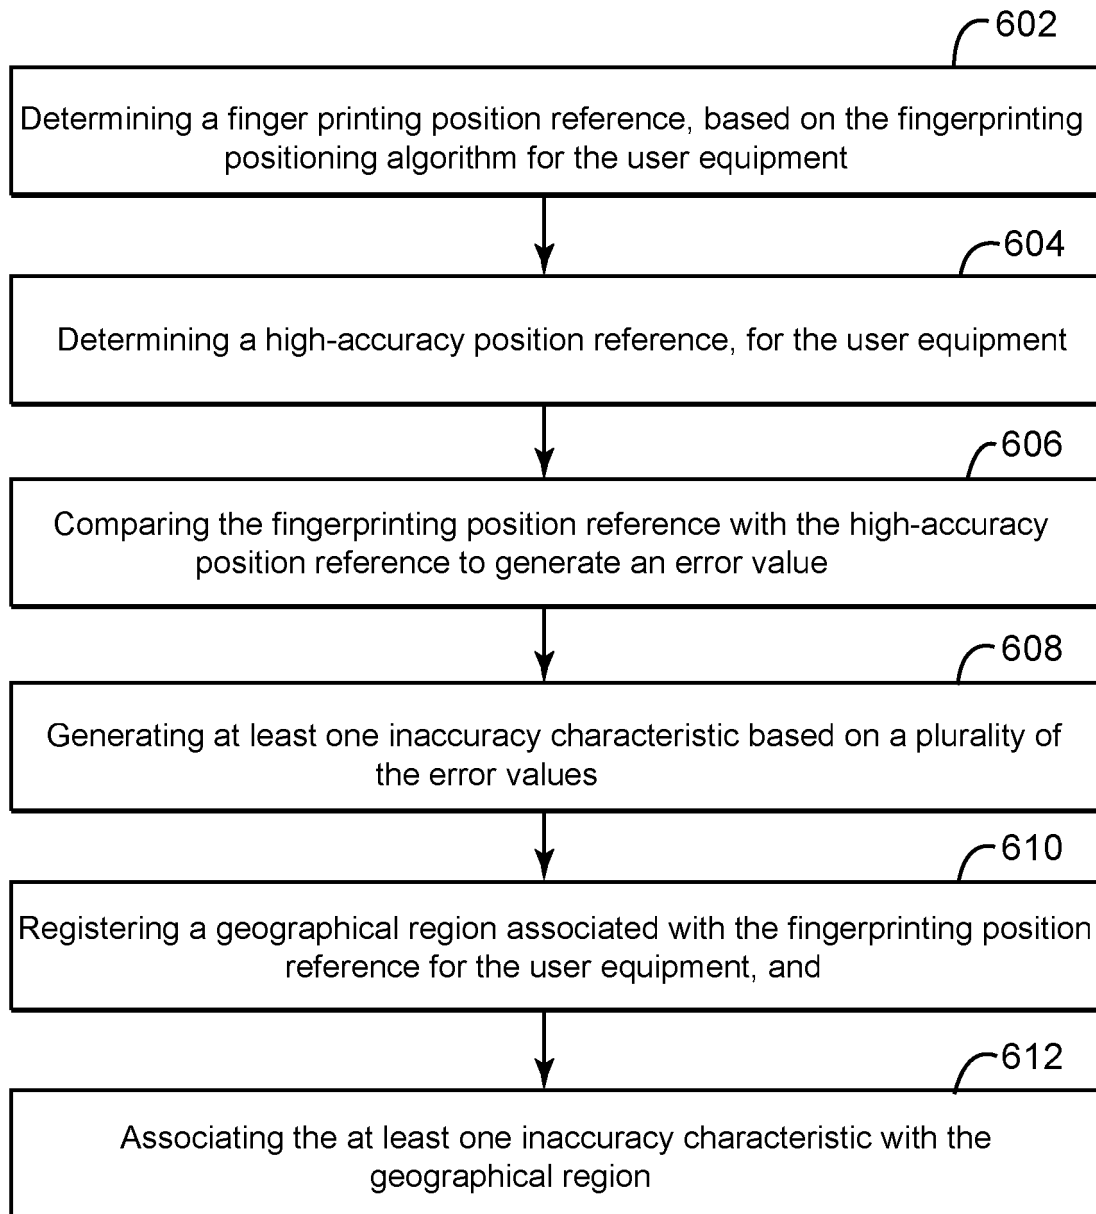 602
Determining a finger printing position reference, based on the fingerprinting
positioning algorithm for the user equipment
604
Determining a high-accuracy position reference, for the user equipment
606
Comparing the fingerprinting position reference with the high-accuracy
position reference to generate an error value
608
Generating at least one inaccuracy characteristic based on a plurality of
the error values
610
Registering a geographical region associated with the fingerprinting position
reference for the user equipment, and
612
Associating the at least one inaccuracy characteristic with the
geographical region